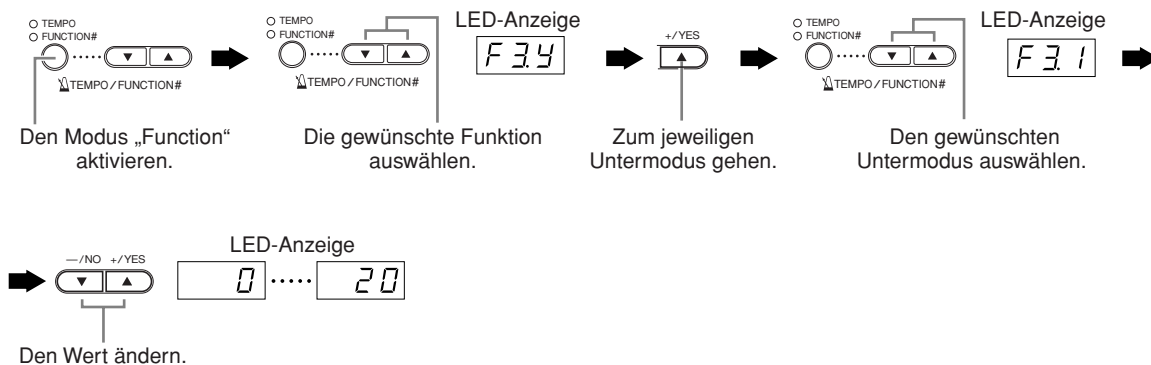 TEMPO
FUNCTION#
TEMPO/FUNCTION#
Den Modus „Function“
aktivieren.
TEMPO
FUNCTION#
TEMPO/FUNCTION#
LED-Anzeige
F 3.Y
Die gewünschte Funktion
auswählen.
+/YES
Zum jeweiligen
Untermodus gehen.
TEMPO
FUNCTION#
TEMPO/FUNCTION#
LED-Anzeige
F 3.1
Den gewünschten
Untermodus auswählen.
—/NO +/YES
LED-Anzeige
0 ..... 20
Den Wert ändern.